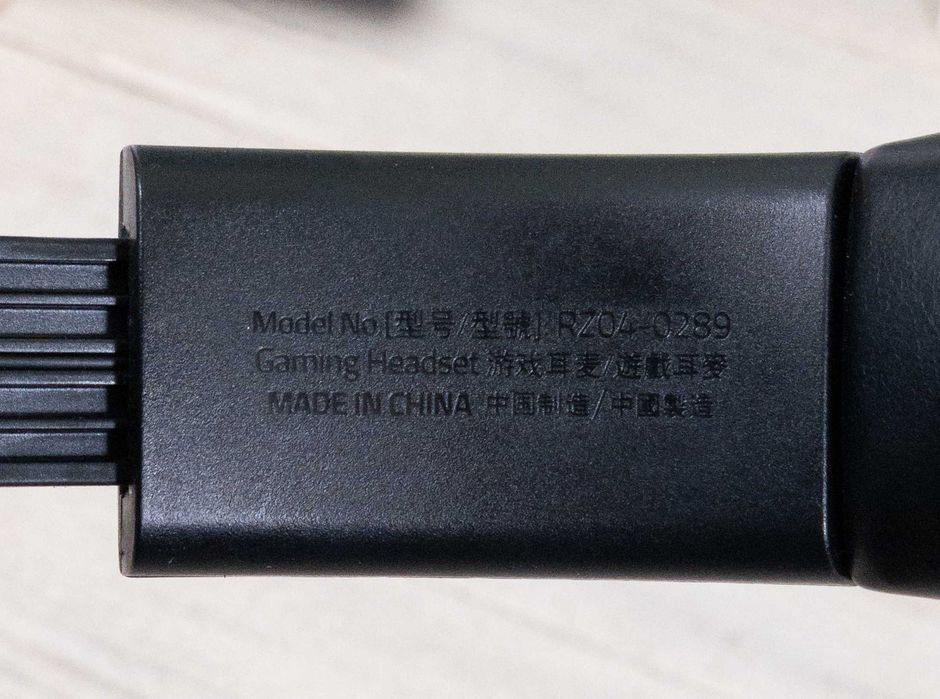 Model No [型号/型號] RZ04-0289
Gaming Headset 游戏耳麦/遊戲耳麥
MADE IN CHINA 中国制造/中國製造